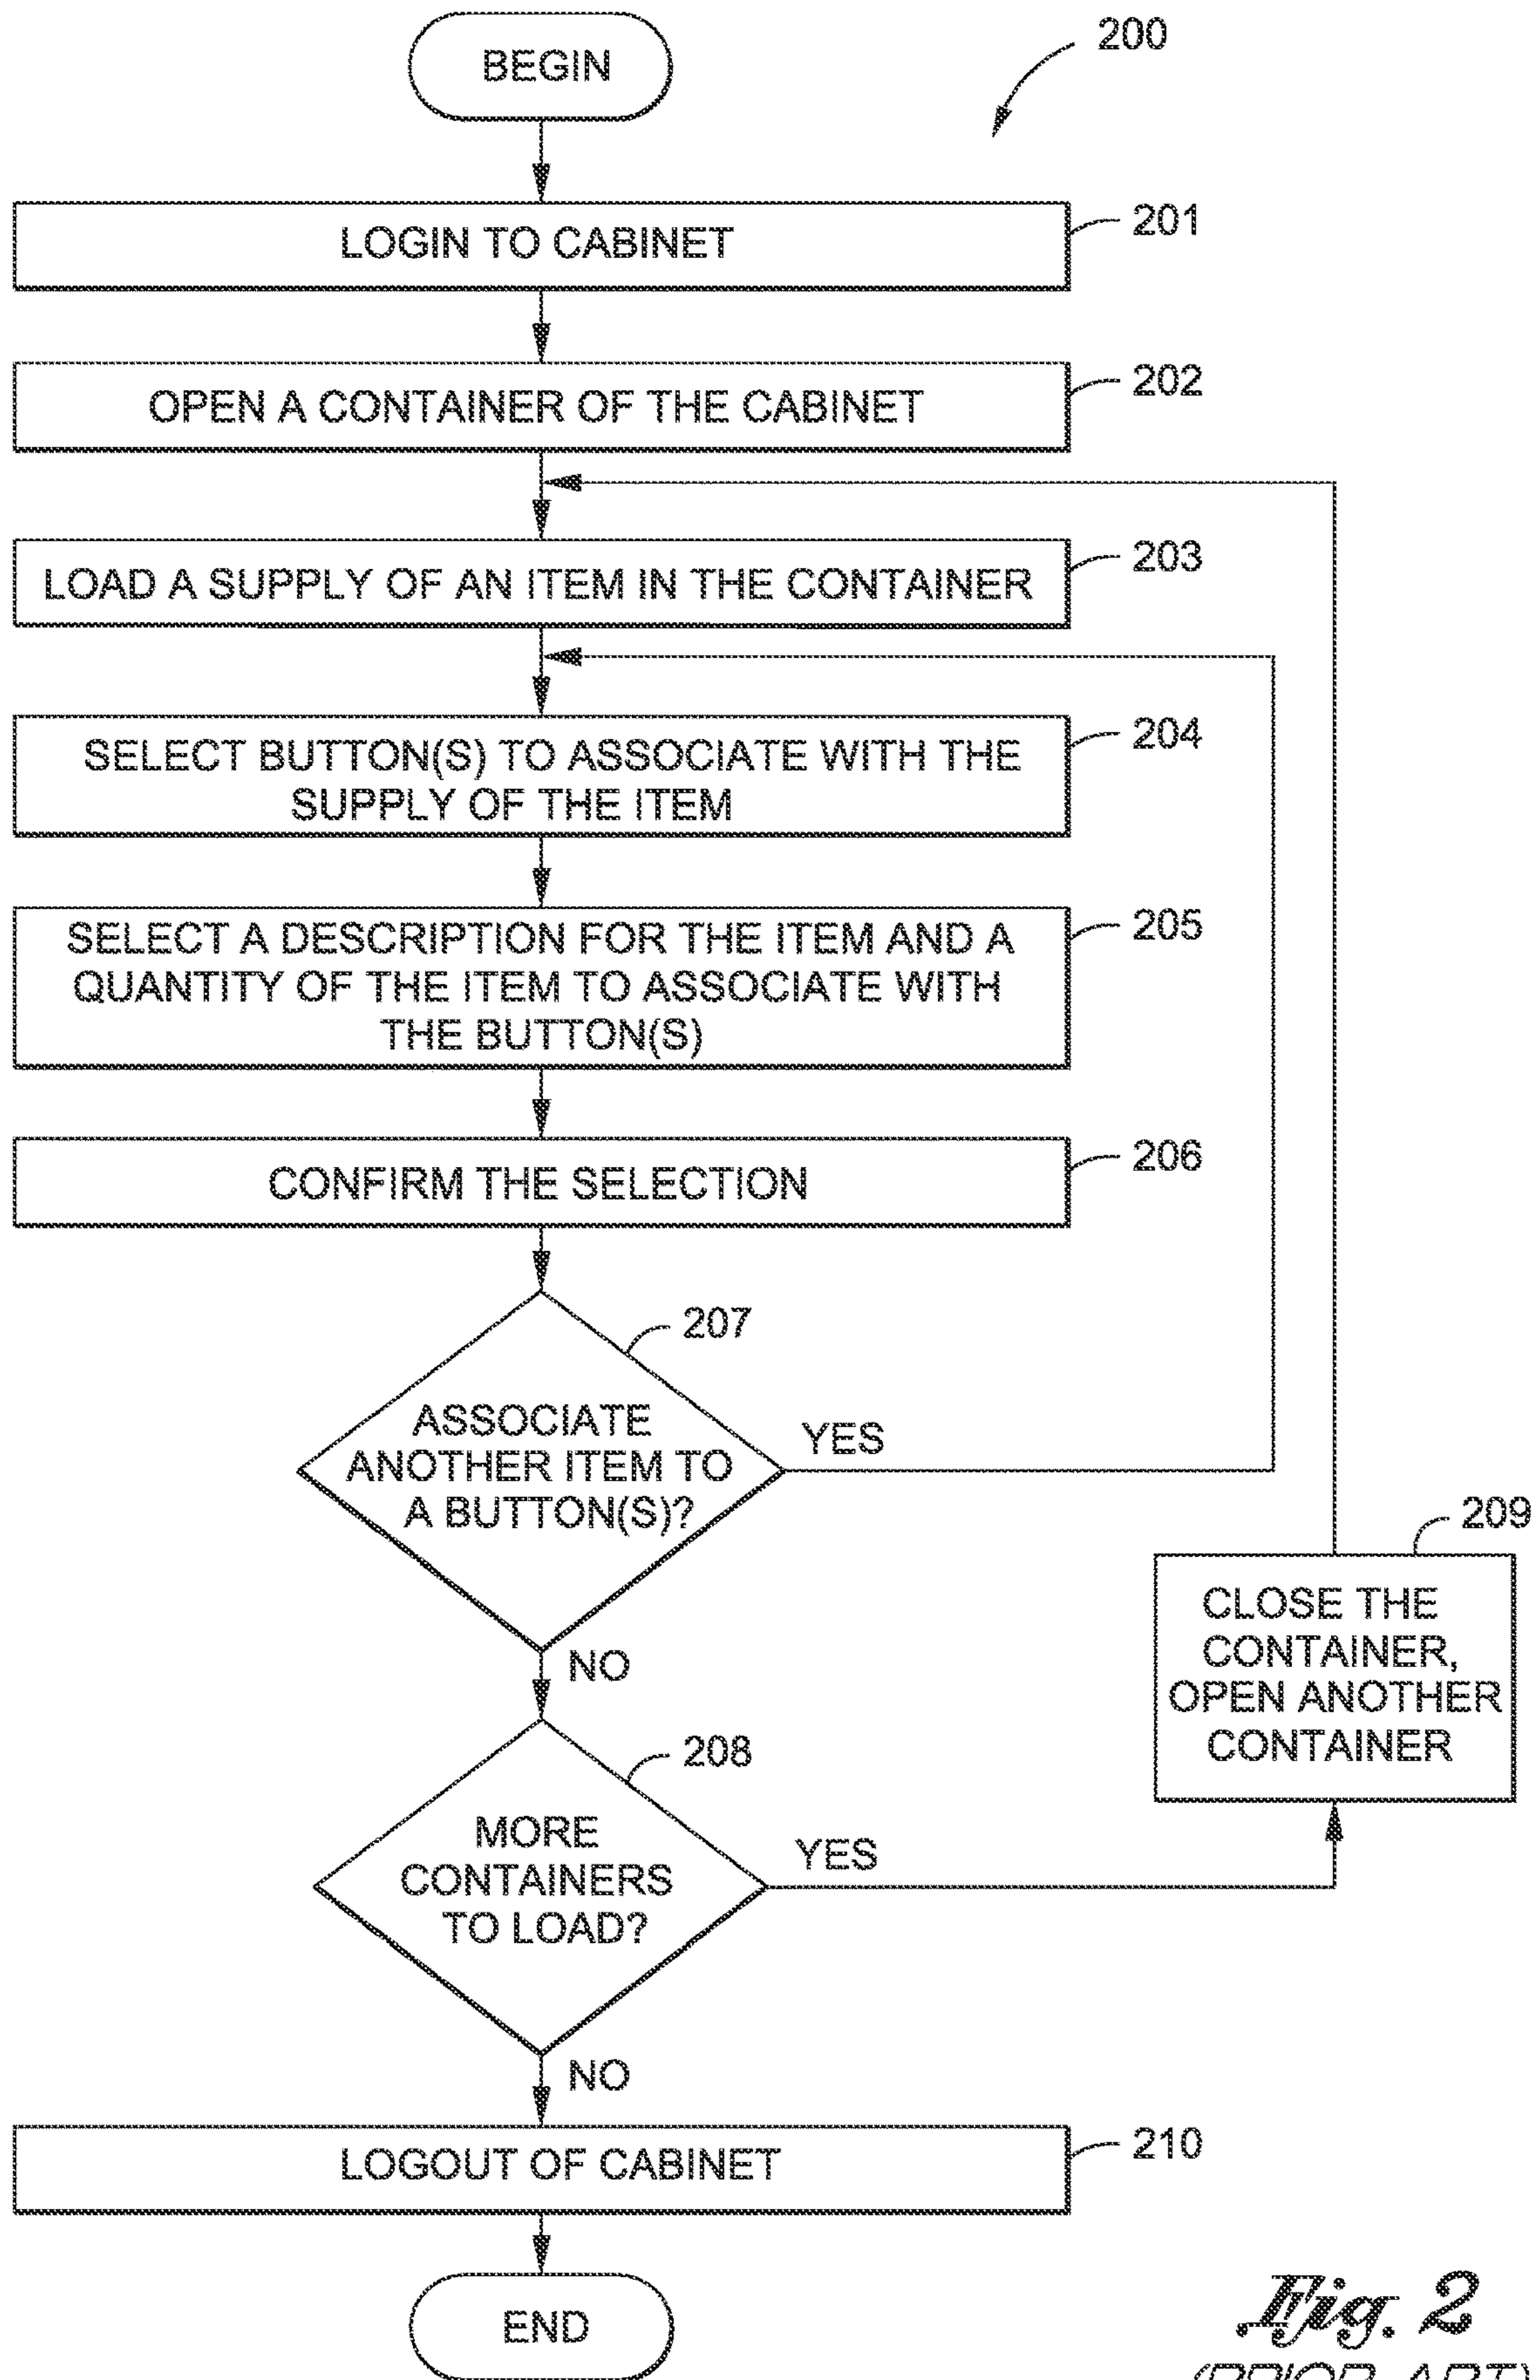 BEGIN
200
LOGIN TO CABINET
201
OPEN A CONTAINER OF THE CABINET
202
LOAD A SUPPLY OF AN ITEM IN THE CONTAINER
203
SELECT BUTTON(S) TO ASSOCIATE WITH THE
SUPPLY OF THE ITEM
204
SELECT A DESCRIPTION FOR THE ITEM AND A
QUANTITY OF THE ITEM TO ASSOCIATE WITH
THE BUTTON(S)
205
CONFIRM THE SELECTION
206
207
ASSOCIATE
ANOTHER ITEM TO
A BUTTON(S)?
YES
NO
209
CLOSE THE
CONTAINER,
OPEN ANOTHER
CONTAINER
208
MORE
CONTAINERS
TO LOAD?
YES
NO
LOGOUT OF CABINET
210
END
Fig. 2
(PRIOR ART)